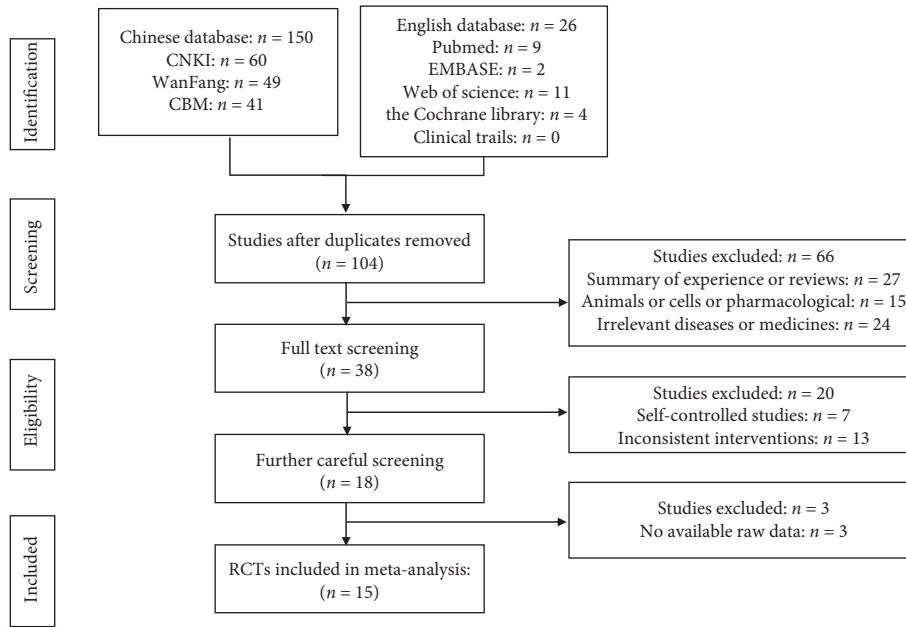 Identification
Chinese database: n = 150
CNKI: n = 60
WanFang: n = 49
CBM: n = 41
English database: n = 26
Pubmed: n = 9
EMBASE: n = 2
Web of science: n = 11
the Cochrane library: n = 4
Clinical trails: n = 0
Screening
Studies after duplicates removed
(n = 104)
Studies excluded: n = 66
Summary of experience or reviews: n = 27
Animals or cells or pharmacological: n = 15
Irrelevant diseases or medicines: n = 24
Full text screening
(n = 38)
Eligibility
Studies excluded: n = 20
Self-controlled studies: n = 7
Inconsistent interventions: n = 13
Further careful screening
(n = 18)
Studies excluded: n = 3
No available raw data: n = 3
Included
RCTs included in meta-analysis:
(n = 15)